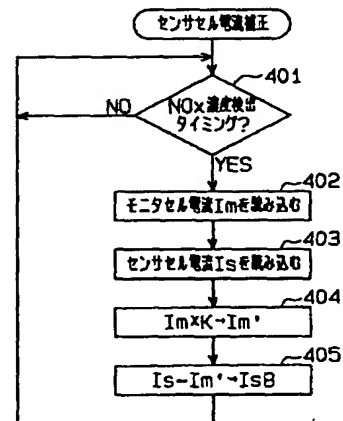 センサセル電流補正
401
NO
NOx濃度検出
タイミング?
YES
402
モニタセル電流Imを読み込む
403
センサセル電流Isを読み込む
404
Im×K→Im'
405
Is-Im'→IsB